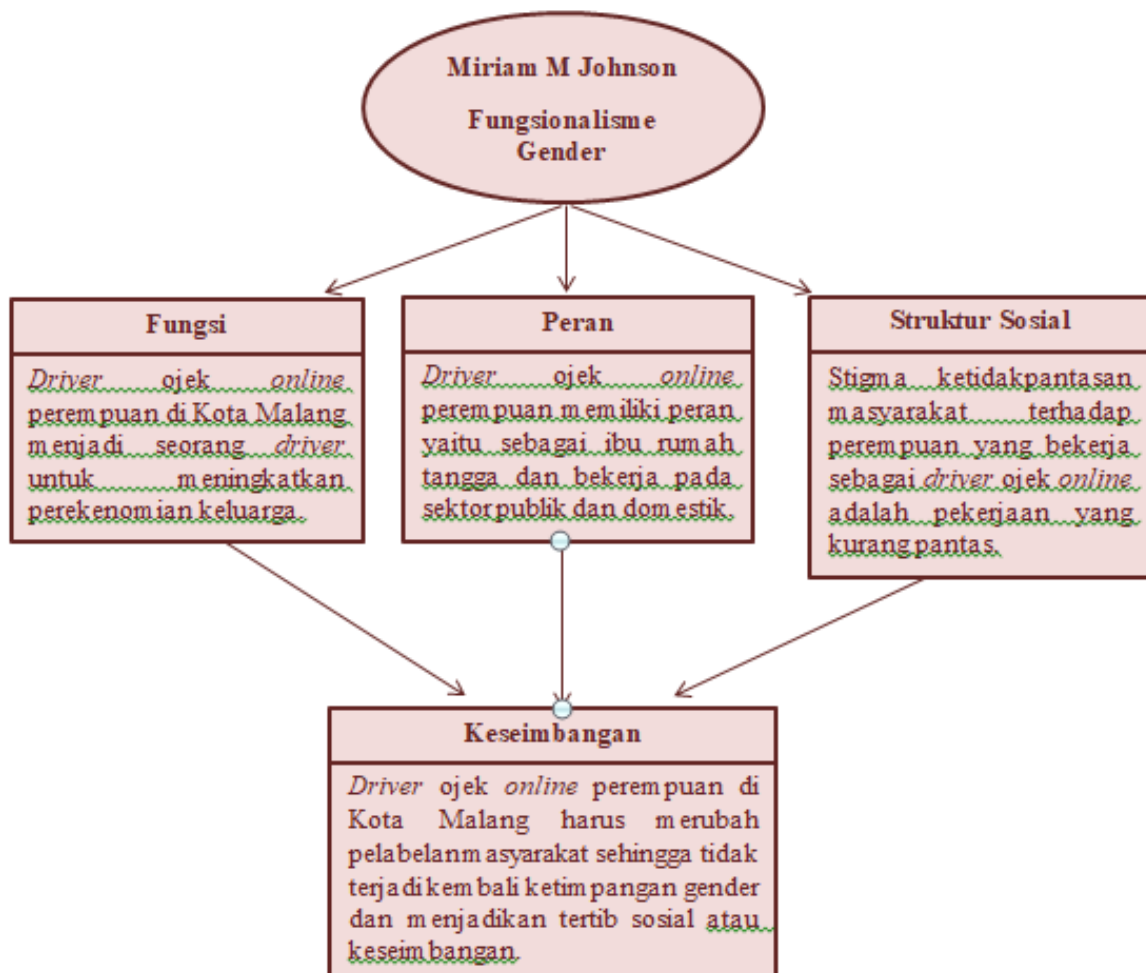 Miriam M Johnson
Fungsionalisme
Gender
Fungsi
Driver ojek online
perempuan di Kota Malang
menjadi seorang driver
untuk meningkatkan
perekenomian keluarga.
Peran
Driver ojek online
perempuan memiliki peran
yaitu sebagai ibu rumah
tangga dan bekerja pada
sektor publik dan domestik.
Struktur Sosial
Stigma ketidakpantasan
masyarakat terhadap
perempuan yang bekerja
sebagai driver ojek online
adalah pekerjaan yang
kurang pantas.
Keseimbangan
Driver ojek online perempuan di
Kota Malang harus merubah
pelabelan masyarakat sehingga tidak
terjadi kembali ketimpangan gender
dan menjadikan tertib sosial atau
keseimbangan.